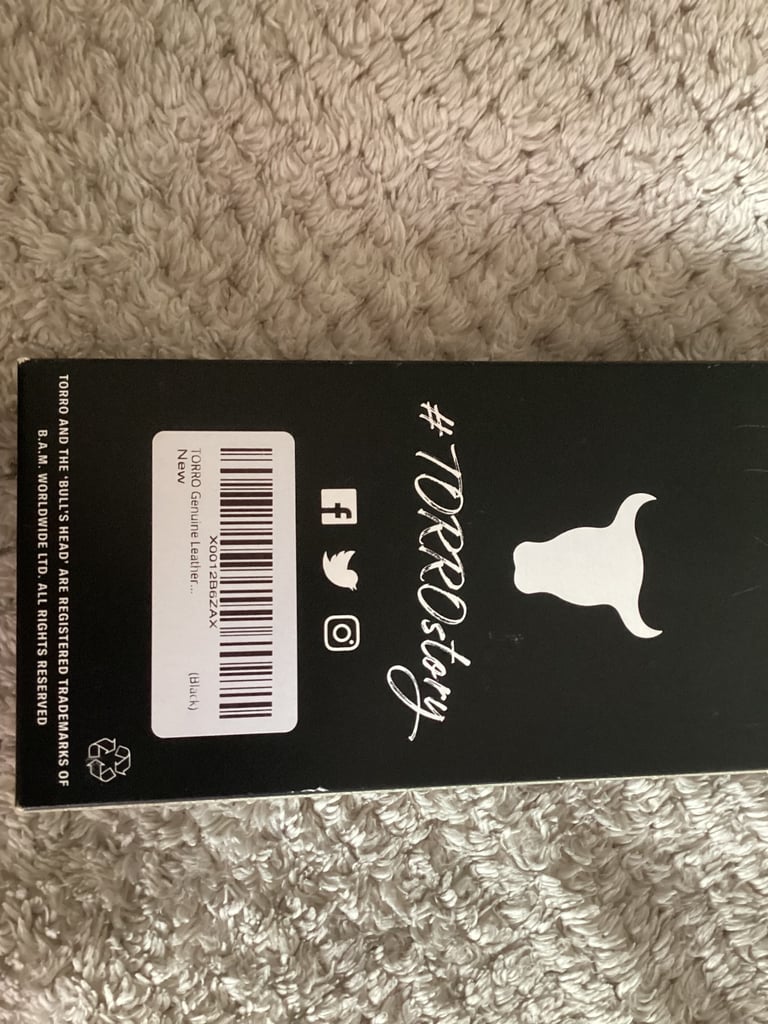 #TORROstory
X0012B6ZAX
TORRO Genuine Leather... (Black)
New
TORRO AND THE 'BULL'S HEAD' ARE REGISTERED TRADEMARKS OF
B.A.M. WORLDWIDE LTD. ALL RIGHTS RESERVED